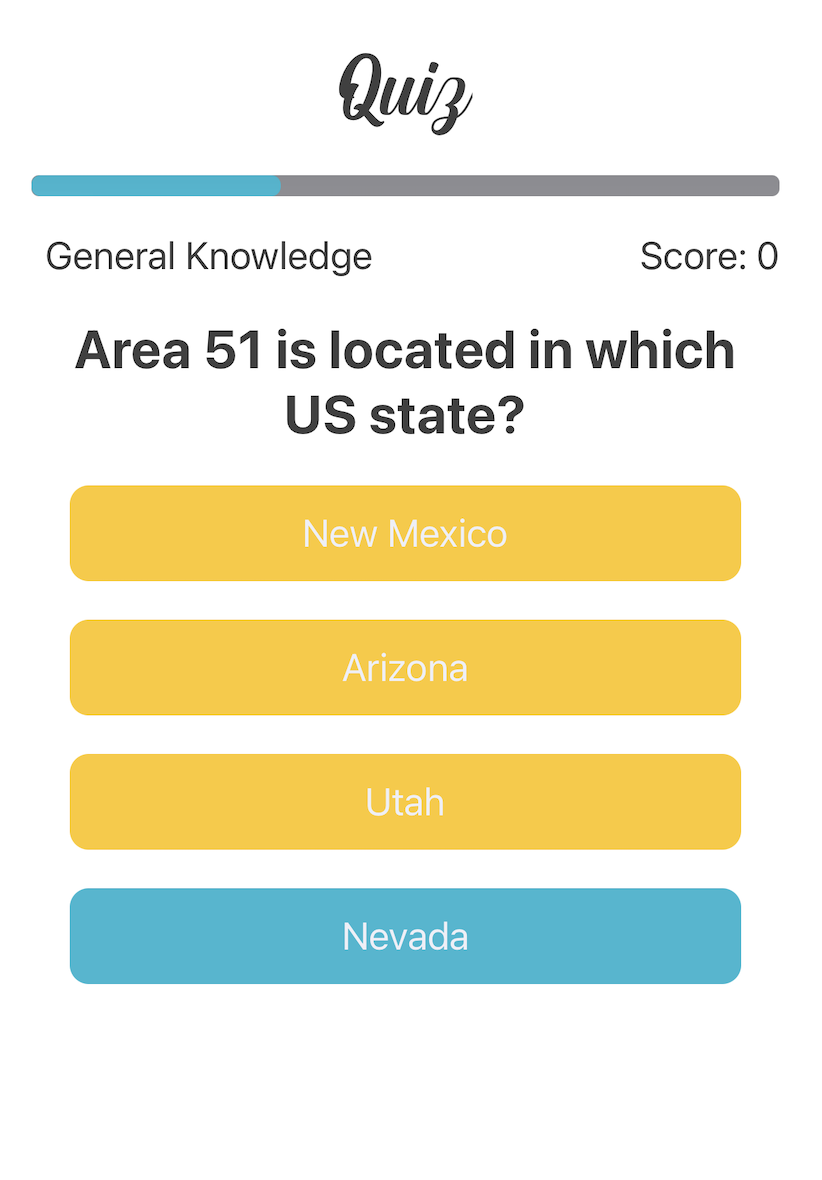 Quiz
General Knowledge
Score: 0
Area 51 is located in which
US state?
New Mexico
Arizona
Utah
Nevada